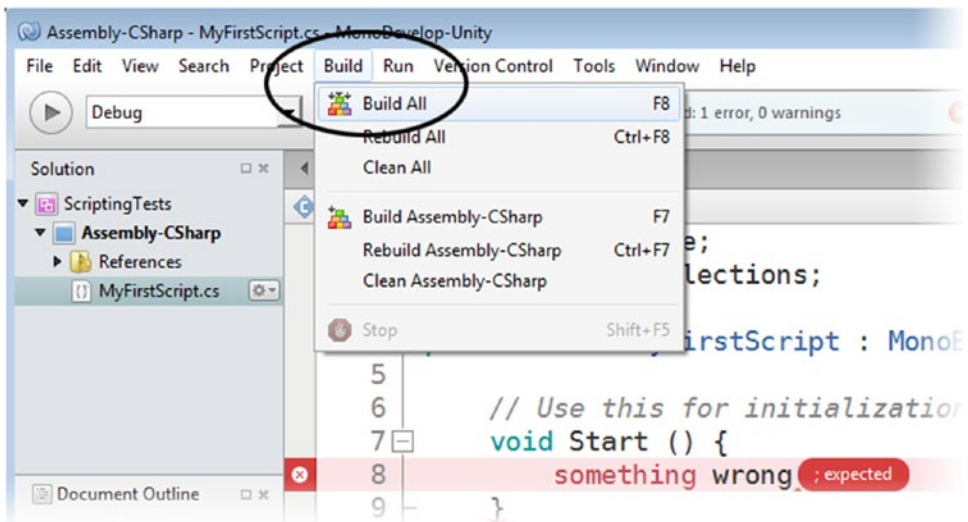 Assembly-CSharp - MyFirstScript.cs - MonoDevelop-Unity
File Edit View Search Project Build Run Version Control Tools Window Help
Debug
d: 1 error, 0 warnings
Build All F8
Rebuild All Ctrl+F8
Clean All
Build Assembly-CSharp F7
Rebuild Assembly-CSharp Ctrl+F7
Clean Assembly-CSharp
Stop Shift+F5
Solution
ScriptingTests
Assembly-CSharp
References
MyFirstScript.cs
Document Outline
e;
lections;
irstScript : Mono
5
6 // Use this for initialization
7 void Start () {
8 something wrong ; expected
9 }